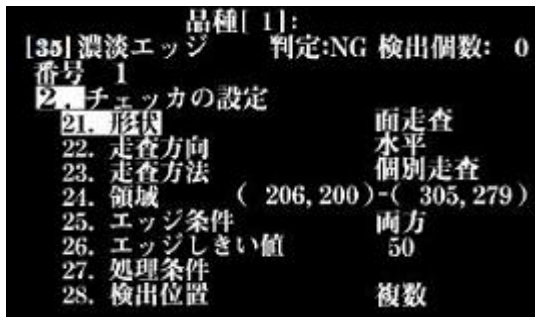 品種[ 1]:
[35] 濃淡エッジ 判定:NG 検出個数: 0
番号 1
2. チェッカの設定
21. 形状 面走査
22. 走査方向 水平
23. 走査方法 個別走査
24. 領域 ( 206,200)-( 305,279)
25. エッジ条件 両方
26. エッジしきい値 50
27. 処理条件
28. 検出位置 複数